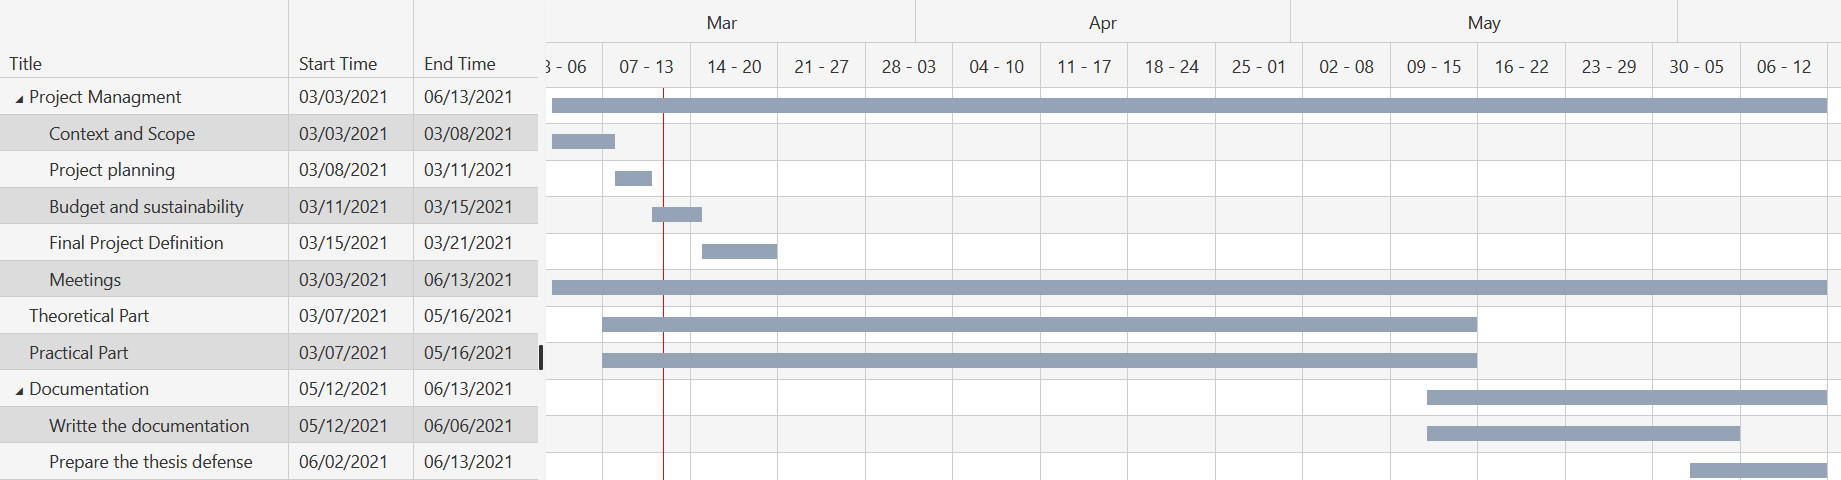 Mar Apr May
Title Start Time End Time 3 - 06 07 - 13 14 - 20 21 - 27 28 - 03 04 - 10 11 - 17 18 - 24 25 - 01 02 - 08 09 - 15 16 - 22 23 - 29 30 - 05 06 - 12
Project Managment 03/03/2021 06/13/2021
Context and Scope 03/03/2021 03/08/2021
Project planning 03/08/2021 03/11/2021
Budget and sustainability 03/11/2021 03/15/2021
Final Project Definition 03/15/2021 03/21/2021
Meetings 03/03/2021 06/13/2021
Theoretical Part 03/07/2021 05/16/2021
Practical Part 03/07/2021 05/16/2021
Documentation 05/12/2021 06/13/2021
Writte the documentation 05/12/2021 06/06/2021
Prepare the thesis defense 06/02/2021 06/13/2021